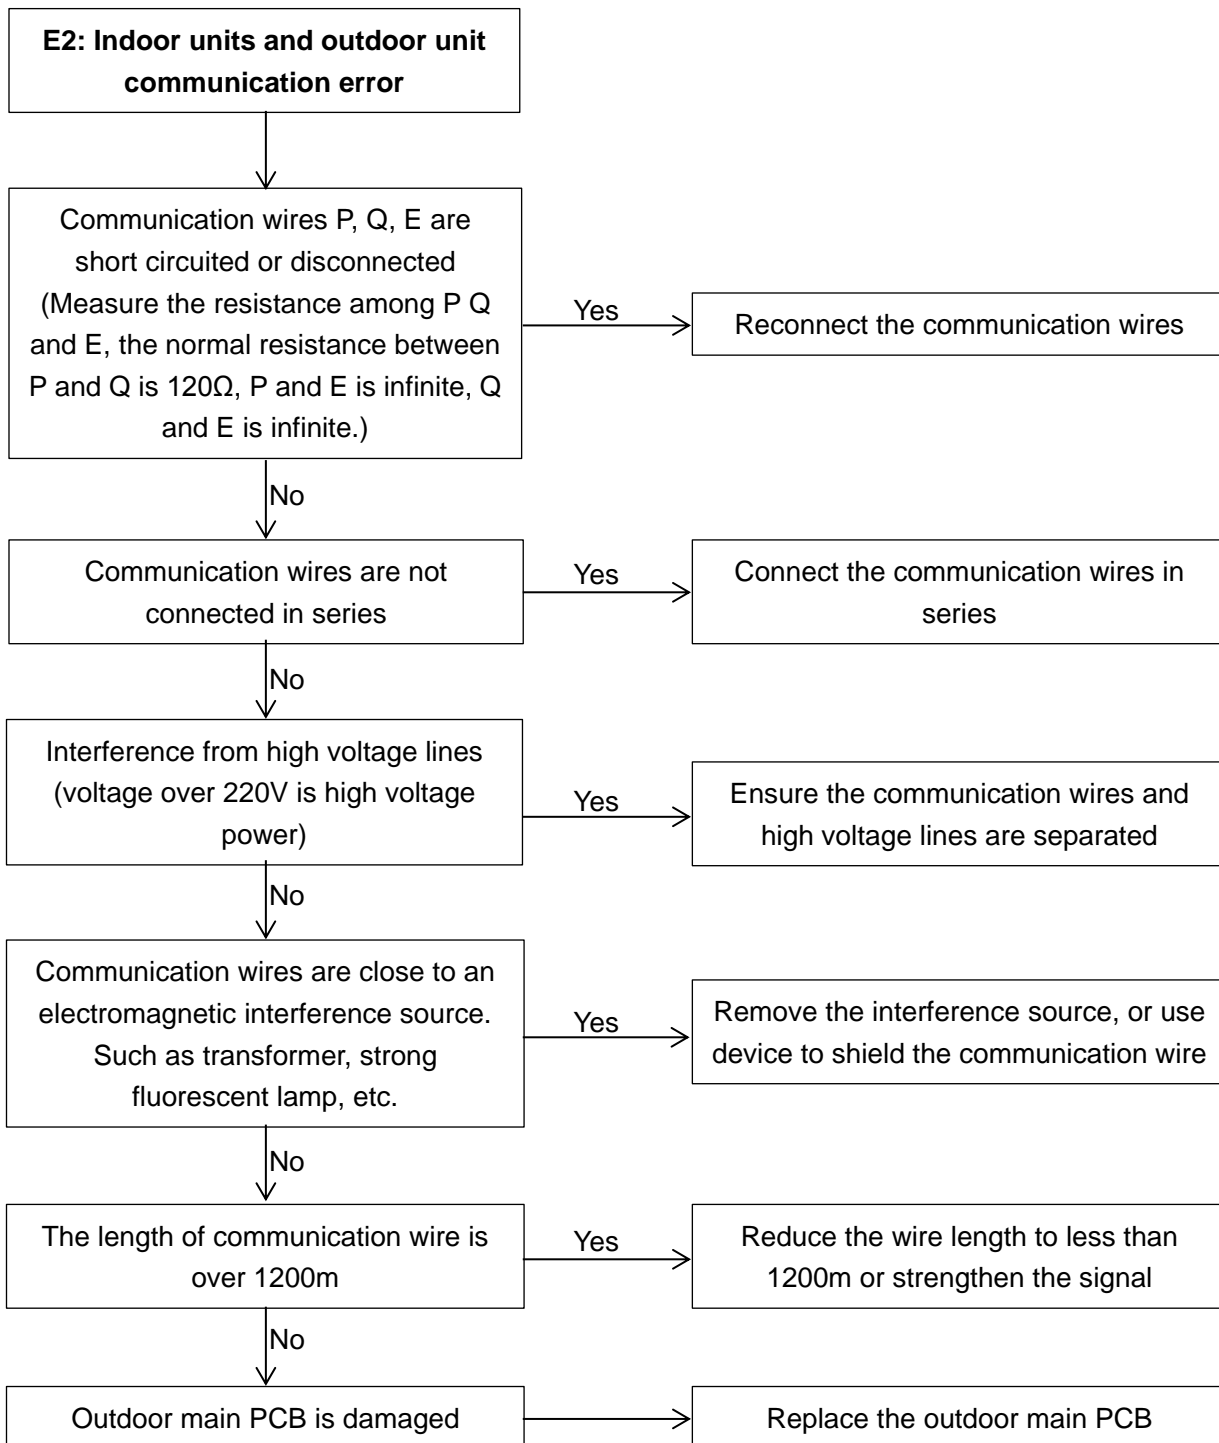 E2: Indoor units and outdoor unit
communication error
Communication wires P, Q, E are
short circuited or disconnected
(Measure the resistance among P Q
and E, the normal resistance between
P and Q is 120Ω, P and E is infinite, Q
and E is infinite.)
Yes
Reconnect the communication wires
No
Communication wires are not
connected in series
Yes
Connect the communication wires in
series
No
Interference from high voltage lines
(voltage over 220V is high voltage
power)
Yes
Ensure the communication wires and
high voltage lines are separated
No
Communication wires are close to an
electromagnetic interference source.
Such as transformer, strong
fluorescent lamp, etc.
Yes
Remove the interference source, or use
device to shield the communication wire
No
The length of communication wire is
over 1200m
Yes
Reduce the wire length to less than
1200m or strengthen the signal
No
Outdoor main PCB is damaged
Replace the outdoor main PCB